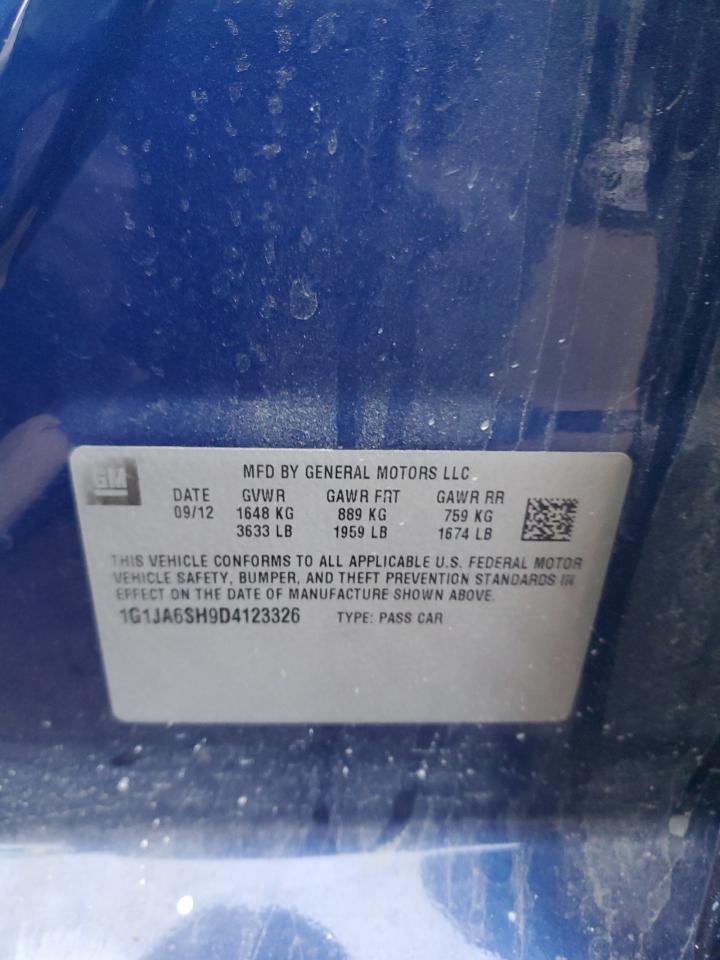 GM
MFD BY GENERAL MOTORS LLC
DATE GVWR GAWR FRT GAWR RR
09/12 1648 KG 889 KG 759 KG
3633 LB 1959 LB 1674 LB
THIS VEHICLE CONFORMS TO ALL APPLICABLE U.S. FEDERAL MOTOR
VEHICLE SAFETY, BUMPER, AND THEFT PREVENTION STANDARDS IN
EFFECT ON THE DATE OF MANUFACTURE SHOWN ABOVE.
1G1JA6SH9D4123326 TYPE: PASS CAR